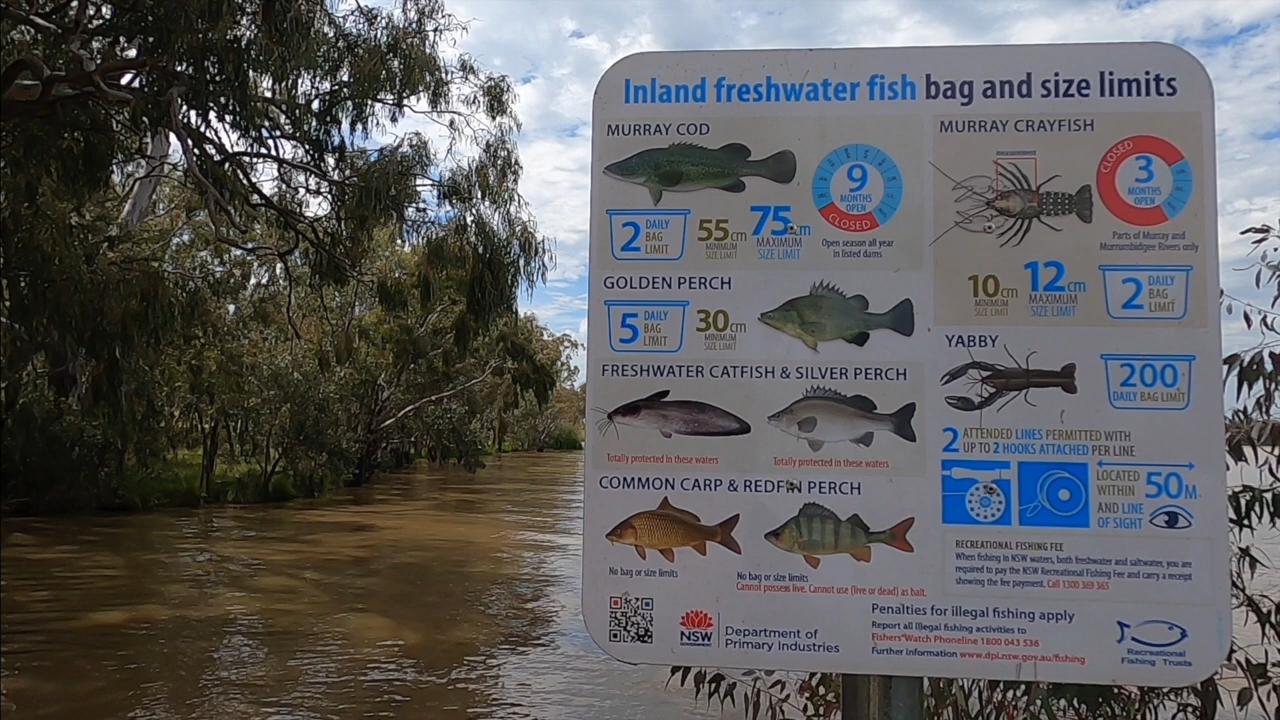 Inland freshwater fish bag and size limits
MURRAY COD
9
MONTHS
OPEN
CLOSED
2 DAILY
BAG
LIMIT
55cm
MINIMUM
SIZE LIMIT
75cm
MAXIMUM
SIZE LIMIT
Open season all year
in listed dams
GOLDEN PERCH
5 DAILY
BAG
LIMIT
30cm
MINIMUM
SIZE LIMIT
FRESHWATER CATFISH & SILVER PERCH
Totally protected in these waters
Totally protected in these waters
COMMON CARP & REDFIN PERCH
No bag or size limits
No bag or size limits
Cannot possess live. Cannot use (live or dead) as bait.
NSW
GOVERNMENT
Department of
Primary Industries
MURRAY CRAYFISH
CLOSED
3
MONTHS
OPEN
Parts of Murray and
Murrumbidgee Rivers only
10cm
MINIMUM
SIZE LIMIT
12cm
MAXIMUM
SIZE LIMIT
2 DAILY
BAG
LIMIT
YABBY
200
DAILY BAG LIMIT
2 ATTENDED LINES PERMITTED WITH
UP TO 2 HOOKS ATTACHED PER LINE
LOCATED
WITHIN 50M
AND LINE
OF SIGHT
RECREATIONAL FISHING FEE
When fishing in NSW waters, both freshwater and saltwater, you are
required to pay the NSW Recreational Fishing Fee and carry a receipt
showing the fee payment. Call 1300 369 365
Penalties for illegal fishing apply
Report all illegal fishing activities to
Fishers'Watch Phoneline 1800 043 536
Further information www.dpi.nsw.gov.au/fishing
Recreational
Fishing Trusts